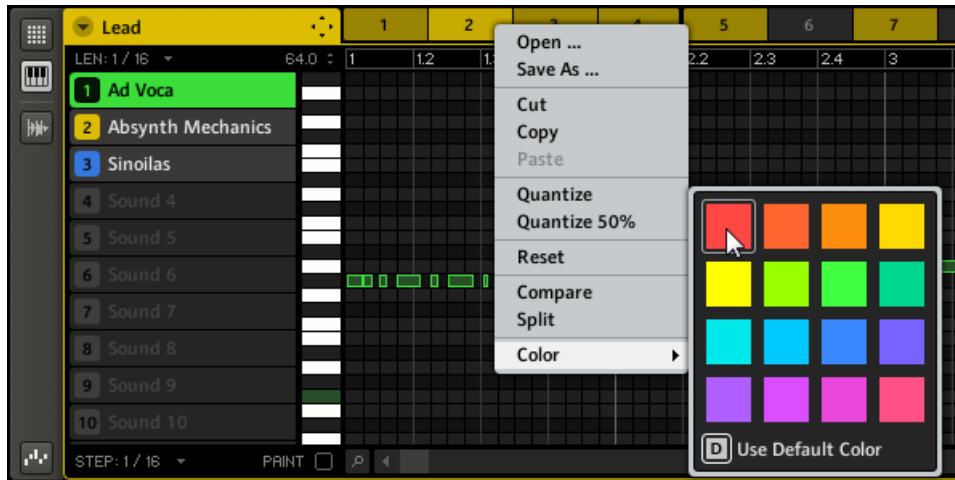 Lead
1 2 3 4 5 6 7
LEN: 1 / 16 64.0 1 1.2 1. 2.2 2.3 2.4 3
Open ...
Save As ...
Cut
Copy
Paste
Quantize
Quantize 50%
Reset
Compare
Split
Color
1 Ad Voca
2 Absynth Mechanics
3 Sinoilas
4 Sound 4
5 Sound 5
6 Sound 6
7 Sound 7
8 Sound 8
9 Sound 9
10 Sound 10
D Use Default Color
STEP: 1 / 16 PAINT